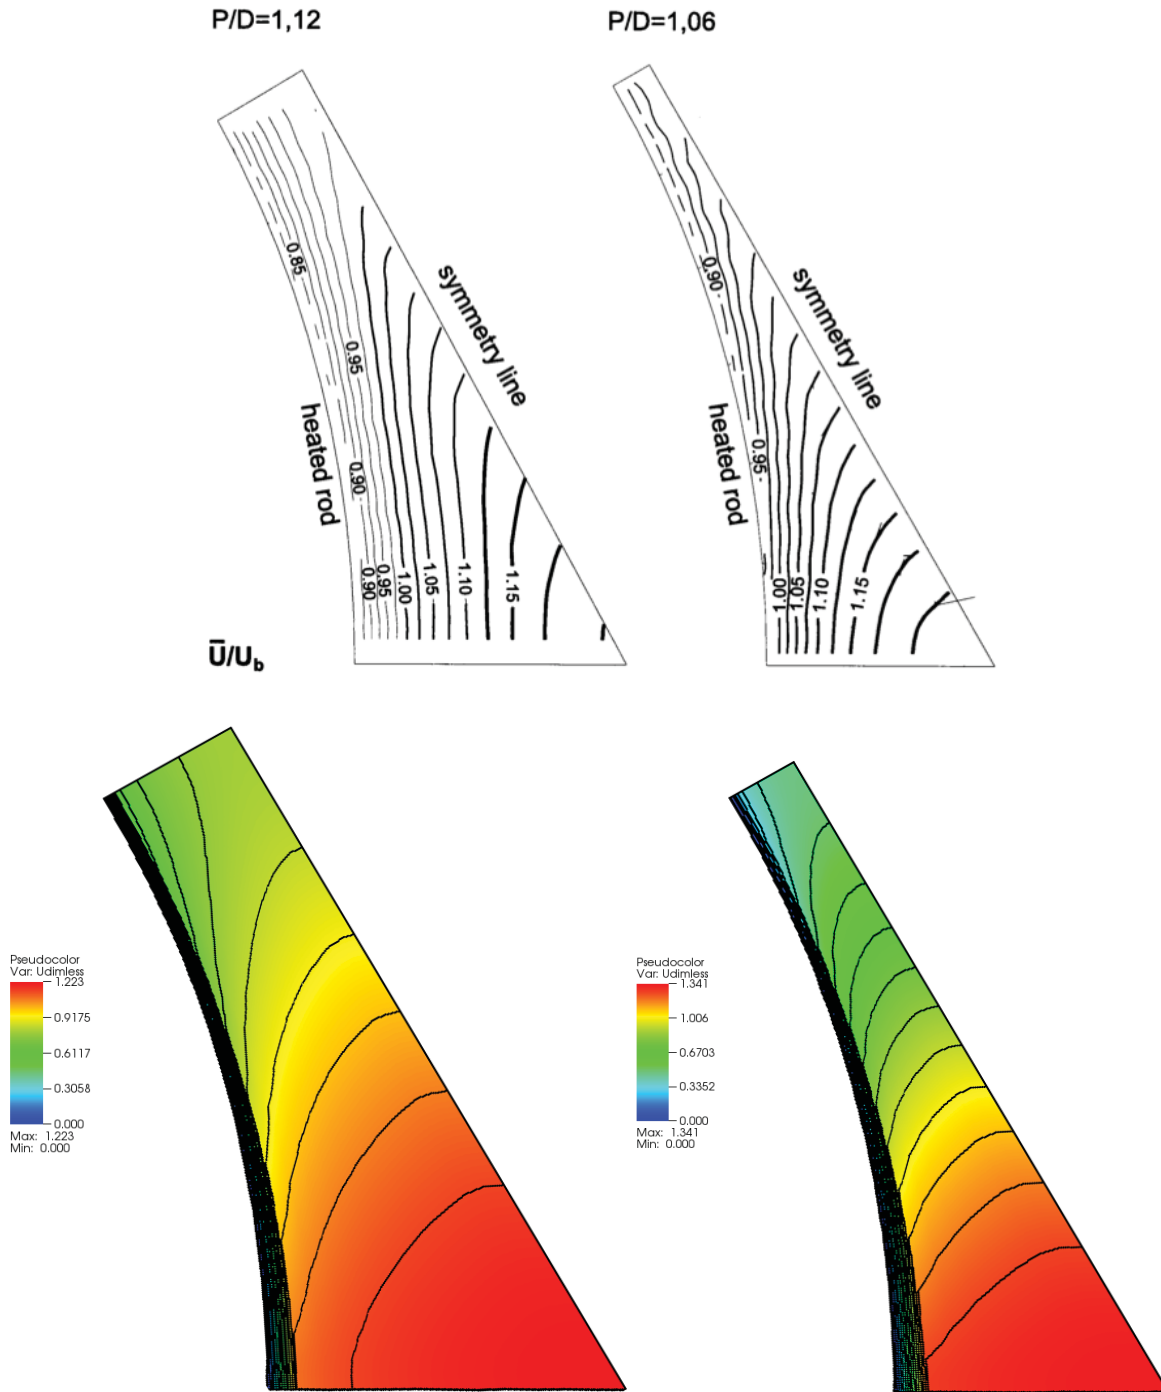 P/D=1,12
P/D=1,06
0.85
0.95
0.90
0.90
0.95
1.00
1.05
1.10
1.15
symmetry line
heated rod
0.90
0.95
1.00
1.05
1.10
1.15
symmetry line
heated rod
U̅/U_b
Pseudocolor
Var: Udimless
1.223
0.9175
0.6117
0.3058
0.000
Max: 1.223
Min: 0.000
Pseudocolor
Var: Udimless
1.341
1.006
0.6703
0.3352
0.000
Max: 1.341
Min: 0.000